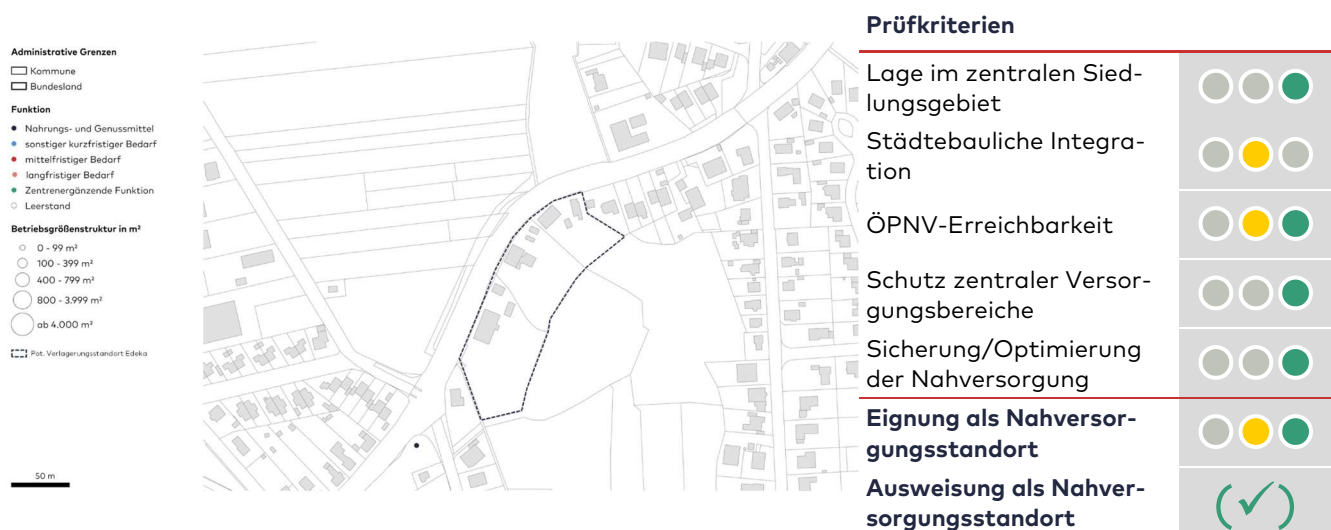 Administrative Grenzen
Kommune
Bundesland
Funktion
Nahrungs- und Genussmittel
sonstiger kurzfristiger Bedarf
mittelfristiger Bedarf
langfristiger Bedarf
Zentrenergänzende Funktion
Leerstand
Betriebsgrößenstruktur in m²
0 - 99 m²
100 - 399 m²
400 - 799 m²
800 - 3.999 m²
ab 4.000 m²
Pot. Verlagerungsstandort Edeka
50 m
Prüfkriterien
Lage im zentralen Sied-
lungsgebiet
Städtebauliche Integra-
tion
ÖPNV-Erreichbarkeit
Schutz zentraler Versor-
gungsbereiche
Sicherung/Optimierung
der Nahversorgung
Eignung als Nahversor-
gungsstandort
Ausweisung als Nahver-
sorgungsstandort
(✓)